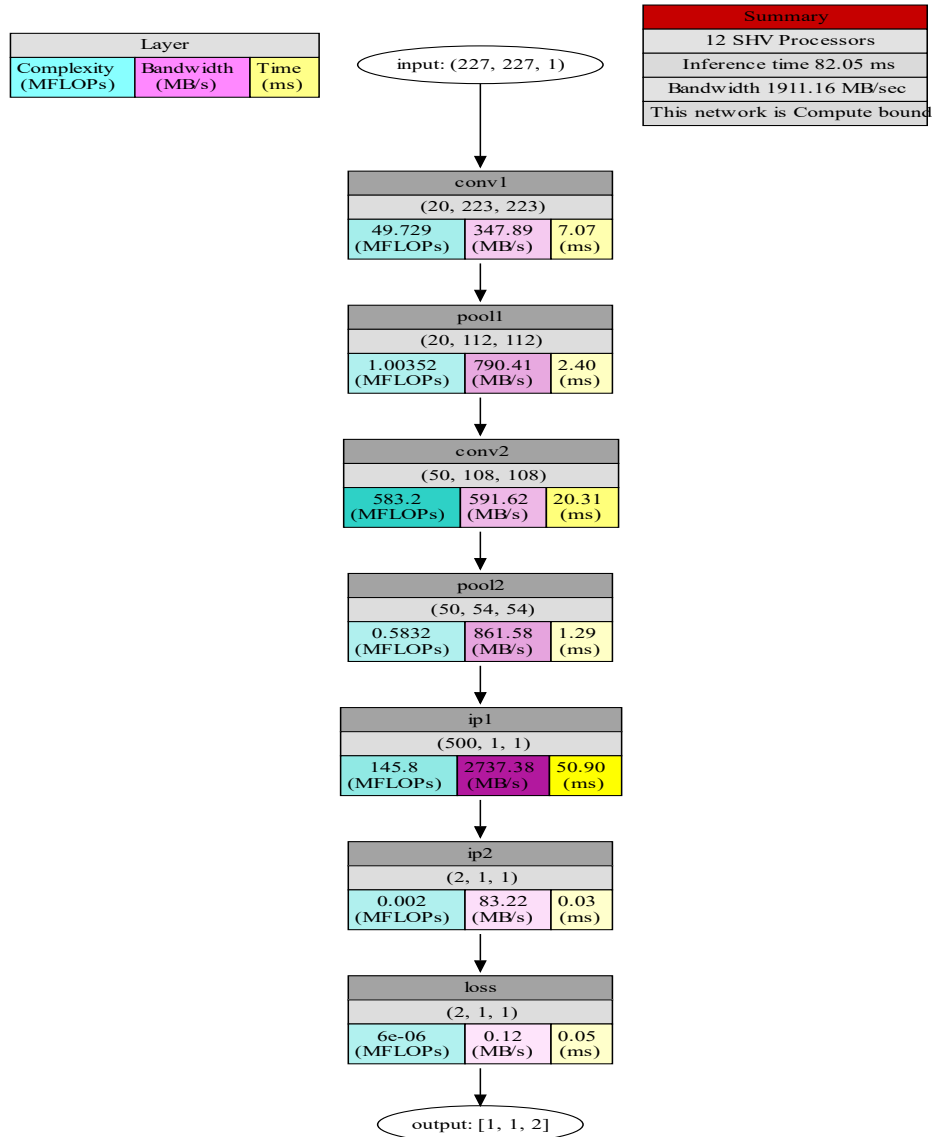 Layer
Complexity (MFLOPs)
Bandwidth (MB/s)
Time (ms)
input: (227, 227, 1)
Summary
12 SHV Processors
Inference time 82.05 ms
Bandwidth 1911.16 MB/sec
This network is Compute bound
conv1
(20, 223, 223)
49.729 (MFLOPs)
347.89 (MB/s)
7.07 (ms)
pool1
(20, 112, 112)
1.00352 (MFLOPs)
790.41 (MB/s)
2.40 (ms)
conv2
(50, 108, 108)
583.2 (MFLOPs)
591.62 (MB/s)
20.31 (ms)
pool2
(50, 54, 54)
0.5832 (MFLOPs)
861.58 (MB/s)
1.29 (ms)
ip1
(500, 1, 1)
145.8 (MFLOPs)
2737.38 (MB/s)
50.90 (ms)
ip2
(2, 1, 1)
0.002 (MFLOPs)
83.22 (MB/s)
0.03 (ms)
loss
(2, 1, 1)
6e-06 (MFLOPs)
0.12 (MB/s)
0.05 (ms)
output: [1, 1, 2]